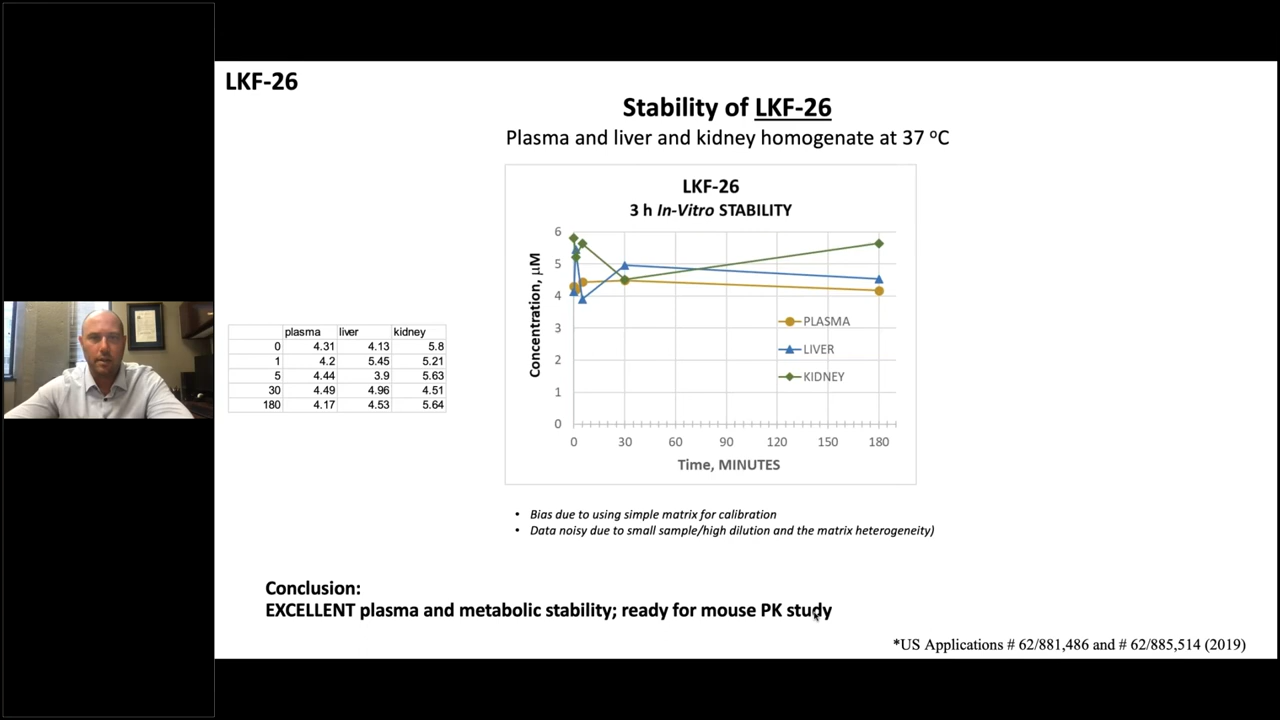 LKF-26
Stability of LKF-26
Plasma and liver and kidney homogenate at 37 ºC
plasma liver kidney
0 4.31 4.13 5.8
1 4.2 5.45 5.21
5 4.44 3.9 5.63
30 4.49 4.96 4.51
180 4.17 4.53 5.64
LKF-26
3 h In-Vitro STABILITY
Concentration, μM
6
5
4
3
2
1
0
0 30 60 90 120 150 180
Time, MINUTES
PLASMA
LIVER
KIDNEY
• Bias due to using simple matrix for calibration
• Data noisy due to small sample/high dilution and the matrix heterogeneity)
Conclusion:
EXCELLENT plasma and metabolic stability; ready for mouse PK study
*US Applications # 62/881,486 and # 62/885,514 (2019)